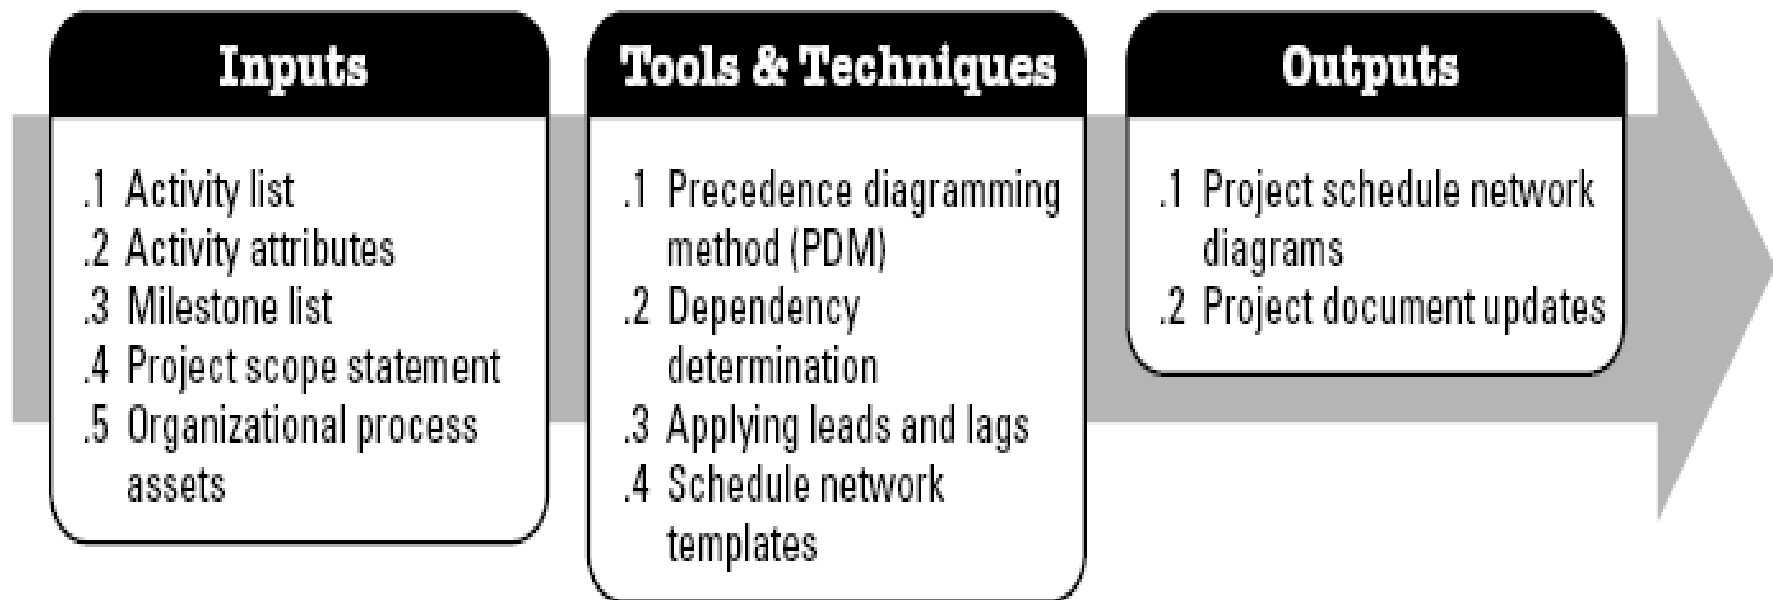 Inputs
.1 Activity list
.2 Activity attributes
.3 Milestone list
.4 Project scope statement
.5 Organizational process
assets
Tools & Techniques
.1 Precedence diagramming
method (PDM)
.2 Dependency
determination
.3 Applying leads and lags
.4 Schedule network
templates
Outputs
.1 Project schedule network
diagrams
.2 Project document updates